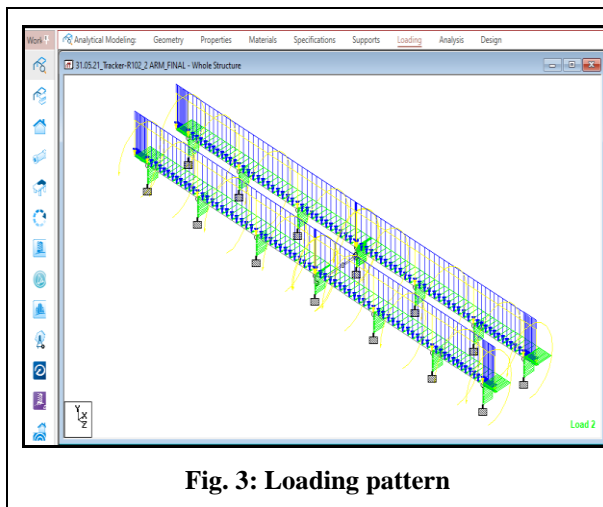 Work
Analytical Modeling: Geometry Properties Materials Specifications Supports Loading Analysis Design
31.05.21_Tracker-R102_2 ARM_FINAL - Whole Structure
Y
X
Z
Load 2
Fig. 3: Loading pattern